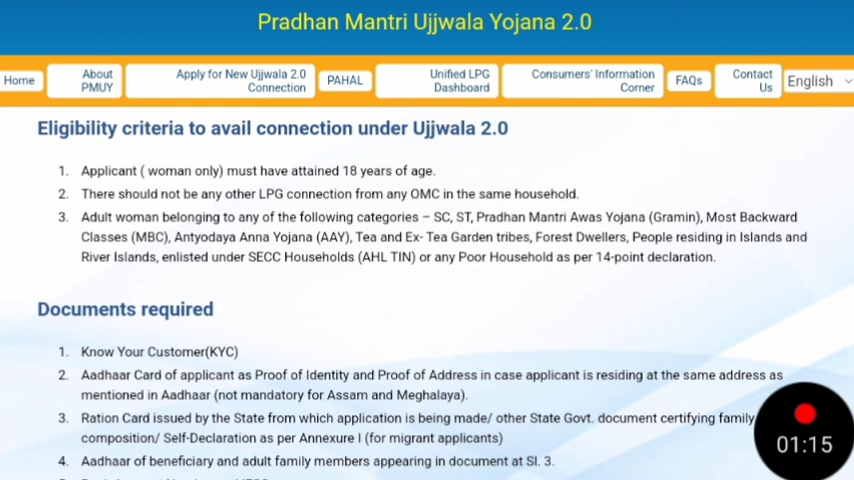 Pradhan Mantri Ujjwala Yojana 2.0
Home
About
PMUY
Apply for New Ujjwala 2.0
Connection
PAHAL
Unified LPG
Dashboard
Consumers' Information
Corner
FAQs
Contact
Us
English
Eligibility criteria to avail connection under Ujjwala 2.0
1. Applicant ( woman only) must have attained 18 years of age.
2. There should not be any other LPG connection from any OMC in the same household.
3. Adult woman belonging to any of the following categories – SC, ST, Pradhan Mantri Awas Yojana (Gramin), Most Backward
Classes (MBC), Antyodaya Anna Yojana (AAY), Tea and Ex- Tea Garden tribes, Forest Dwellers, People residing in Islands and
River Islands, enlisted under SECC Households (AHL TIN) or any Poor Household as per 14-point declaration.
Documents required
1. Know Your Customer(KYC)
2. Aadhaar Card of applicant as Proof of Identity and Proof of Address in case applicant is residing at the same address as
mentioned in Aadhaar (not mandatory for Assam and Meghalaya).
3. Ration Card issued by the State from which application is being made/ other State Govt. document certifying family
composition/ Self-Declaration as per Annexure I (for migrant applicants)
4. Aadhaar of beneficiary and adult family members appearing in document at Sl. 3.
01:15